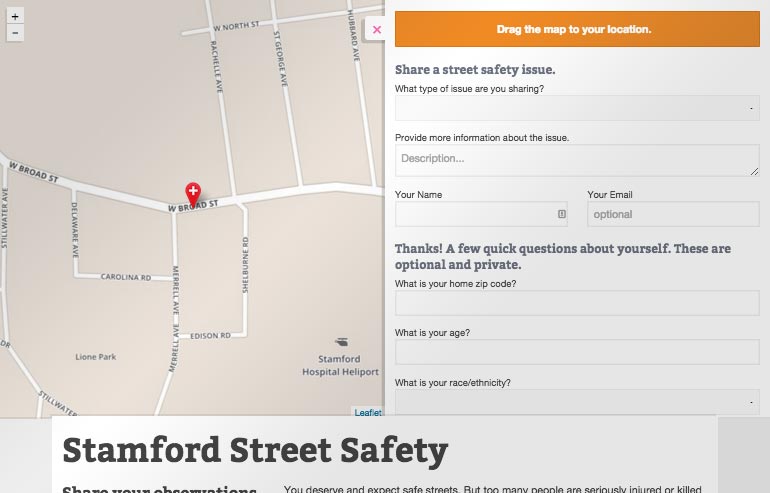 +
−
W NORTH ST
RACHELLE AVE
ST GEORGE AVE
HUBBARD AVE
W BROAD ST
STILLWATER AVE
DELAWARE AVE
W BROAD ST
CAROLINA RD
MERRELL AVE
MERRELL AVE
SHELBURNE RD
EDISON RD
Lione Park
DR
STILLWATER
Stamford
Hospital Heliport
Leaflet
×
Drag the map to your location.
Share a street safety issue.
What type of issue are you sharing?
Provide more information about the issue.
Description...
Your Name
Your Email
optional
Thanks! A few quick questions about yourself. These are
optional and private.
What is your home zip code?
What is your age?
What is your race/ethnicity?
Stamford Street Safety
Share your observations
You deserve and expect safe streets. But too many people are seriously injured or killed